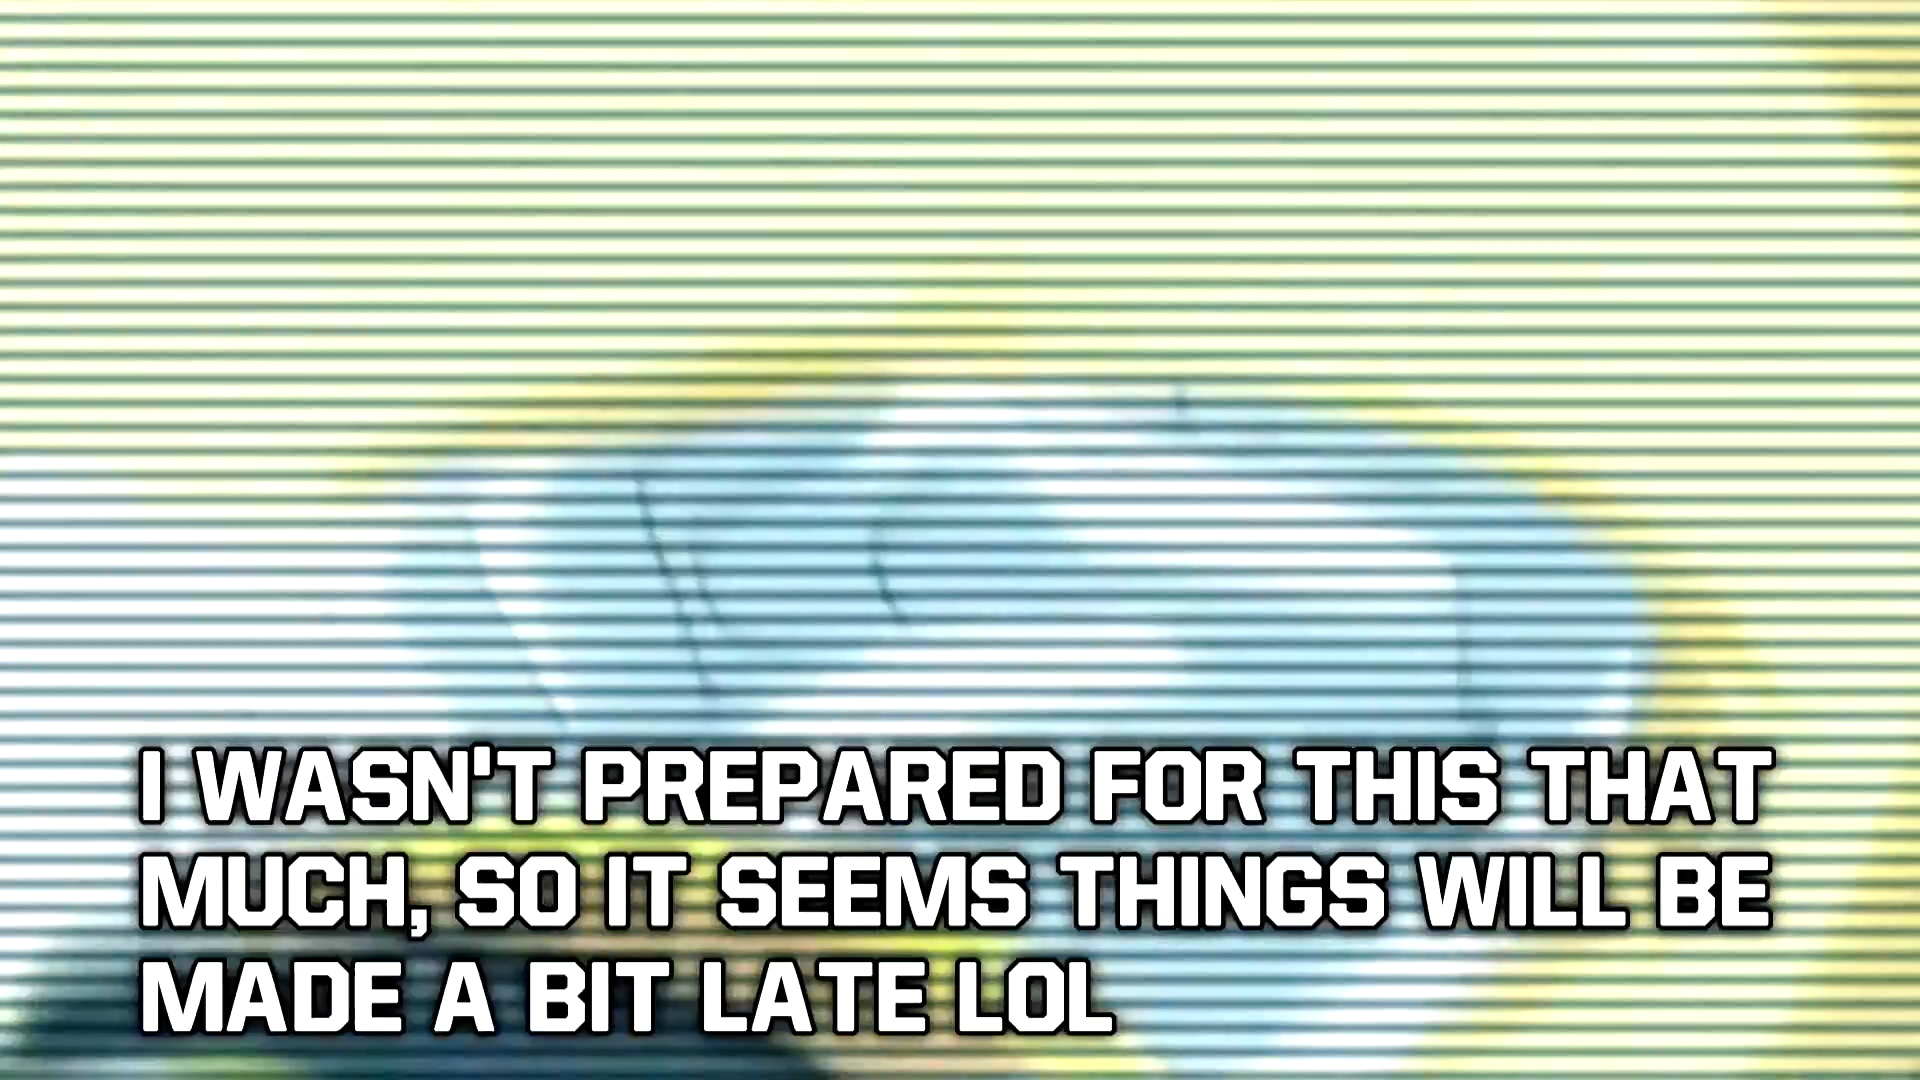 I WASN'T PREPARED FOR THIS THAT
MUCH, SO IT SEEMS THINGS WILL BE
MADE A BIT LATE LOL